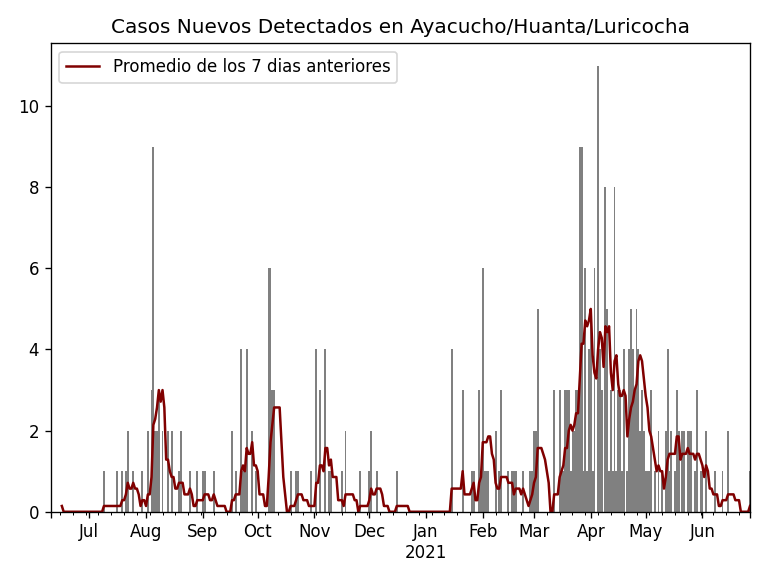 Casos Nuevos Detectados en Ayacucho/Huanta/Luricocha
Promedio de los 7 dias anteriores
10
8
6
4
2
0
Jul Aug Sep Oct Nov Dec Jan Feb Mar Apr May Jun
2021